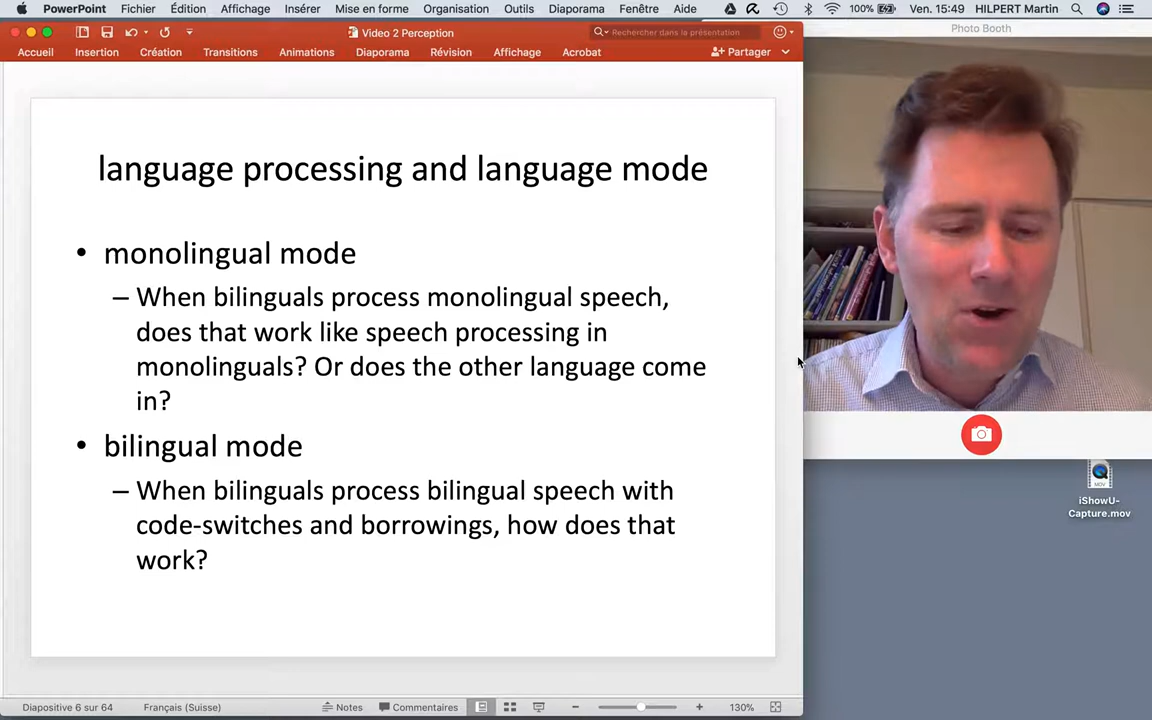 PowerPoint Fichier Édition Affichage Insérer Mise en forme Organisation Outils Diaporama Fenêtre Aide 100% Ven. 15:49 HILPERT Martin
Video 2 Perception
Rechercher dans la présentation
Photo Booth
Accueil Insertion Création Transitions Animations Diaporama Révision Affichage Acrobat Partager
language processing and language mode
• monolingual mode
– When bilinguals process monolingual speech,
does that work like speech processing in
monolinguals? Or does the other language come
in?
• bilingual mode
– When bilinguals process bilingual speech with
code-switches and borrowings, how does that
work?
MOV
iShowU-
Capture.mov
Diapositive 6 sur 64 Français (Suisse) Notes Commentaires 130%